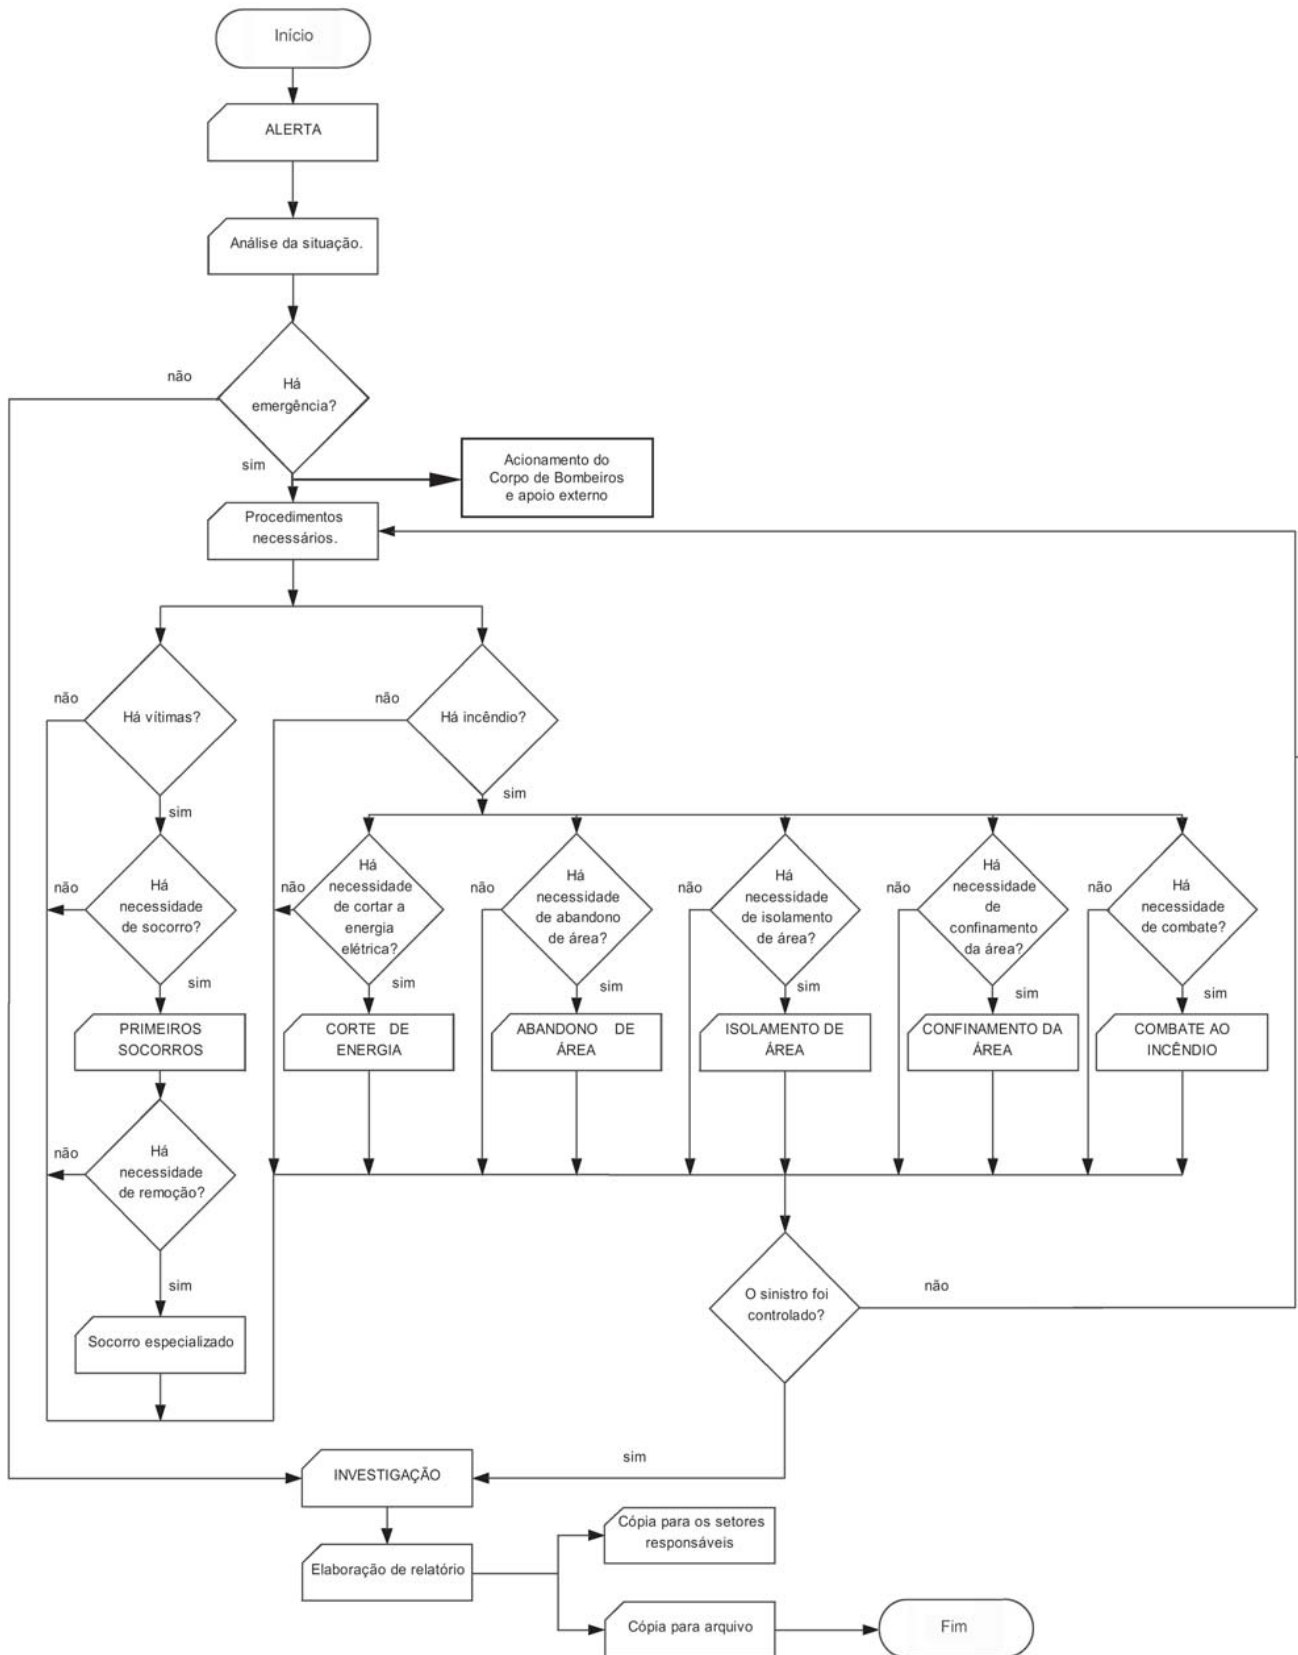 Início
ALERTA
Análise da situação.
não
Há
emergência?
sim
Acionamento do
Corpo de Bombeiros
e apoio externo
Procedimentos
necessários.
não
Há vítimas?
não
Há incêndio?
sim
sim
não
Há
necessidade
de socorro?
não
Há
necessidade
de cortar a
energia
elétrica?
não
Há
necessidade
de abandono
de área?
não
Há
necessidade
de isolamento
de área?
não
Há
necessidade
de
confinamento
da área?
não
Há
necessidade
de combate?
sim
sim
sim
sim
sim
sim
PRIMEIROS
SOCORROS
CORTE DE
ENERGIA
ABANDONO DE
ÁREA
ISOLAMENTO DE
ÁREA
CONFINAMENTO DA
ÁREA
COMBATE AO
INCÊNDIO
não
Há
necessidade
de remoção?
sim
O sinistro foi
controlado?
não
Socorro especializado
sim
INVESTIGAÇÃO
Cópia para os setores
responsáveis
Elaboração de relatório
Cópia para arquivo
Fim